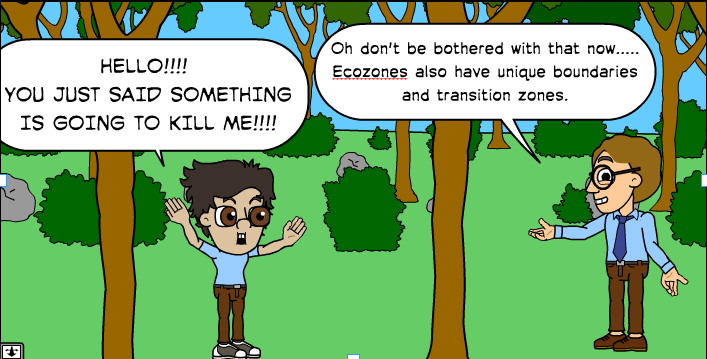 HELLO!!!!
YOU JUST SAID SOMETHING
IS GOING TO KILL ME!!!!
Oh don't be bothered with that now.....
Ecozones also have unique boundaries
and transition zones.